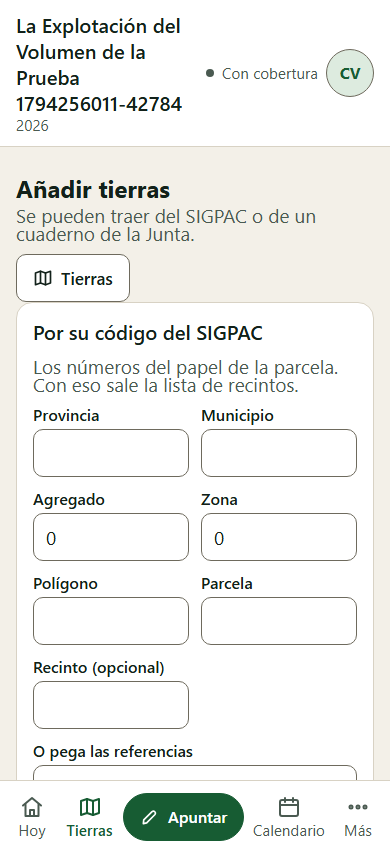 La Explotación del
Volumen de la
Prueba
1794256011-42784
2026
Con cobertura
CV
Añadir tierras
Se pueden traer del SIGPAC o de un
cuaderno de la Junta.
Tierras
Por su código del SIGPAC
Los números del papel de la parcela.
Con eso sale la lista de recintos.
Provincia Municipio
Agregado Zona
0 0
Polígono Parcela
Recinto (opcional)
O pega las referencias
Hoy Tierras Apuntar Calendario Más